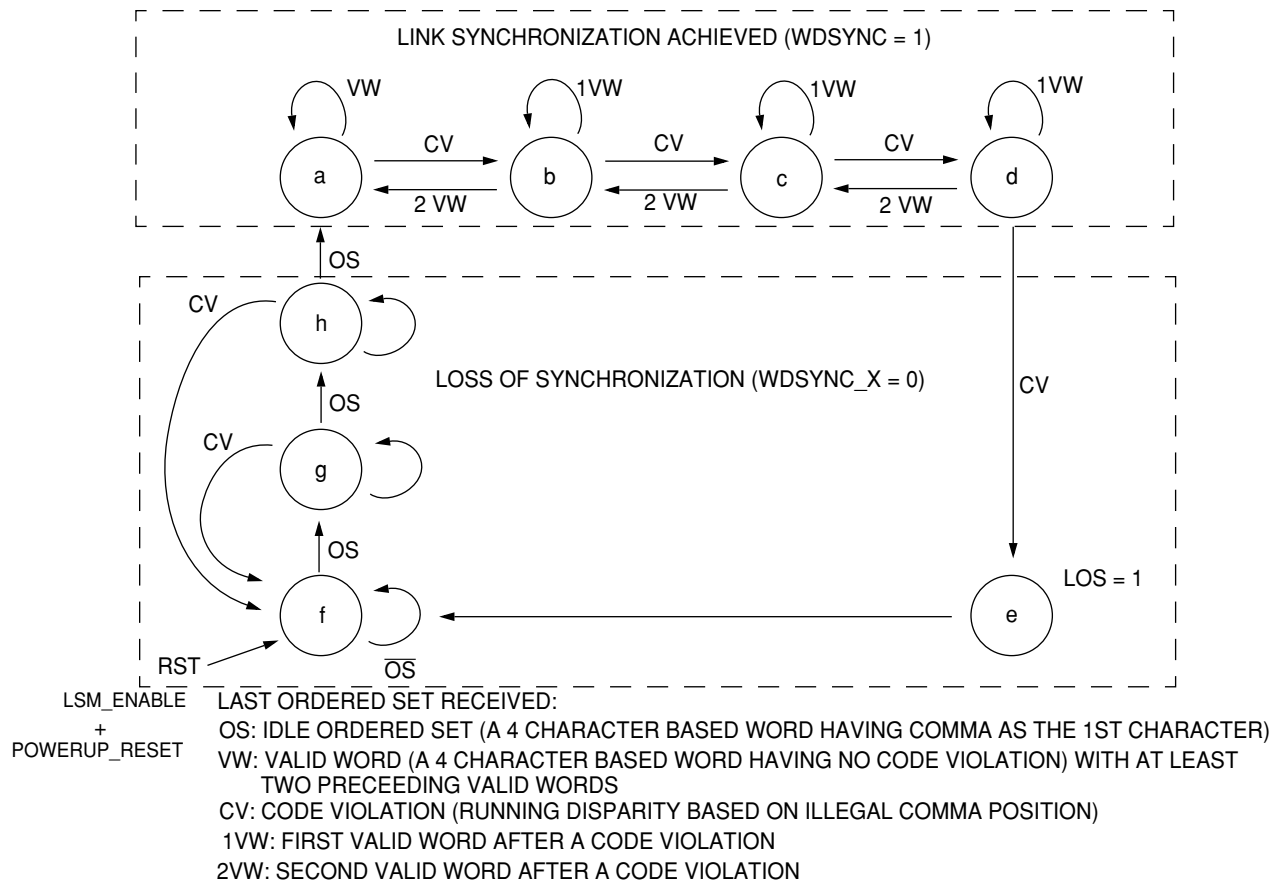 LINK SYNCHRONIZATION ACHIEVED (WDSYNC = 1)
VW
1VW
1VW
1VW
CV
CV
CV
a
b
c
d
2 VW
2 VW
2 VW
OS
CV
h
LOSS OF SYNCHRONIZATION (WDSYNC_X = 0)
CV
OS
CV
g
OS
LOS = 1
f
e
RST
OS
LSM_ENABLE
+
POWERUP_RESET
LAST ORDERED SET RECEIVED:
OS: IDLE ORDERED SET (A 4 CHARACTER BASED WORD HAVING COMMA AS THE 1ST CHARACTER)
VW: VALID WORD (A 4 CHARACTER BASED WORD HAVING NO CODE VIOLATION) WITH AT LEAST
TWO PRECEEDING VALID WORDS
CV: CODE VIOLATION (RUNNING DISPARITY BASED ON ILLEGAL COMMA POSITION)
1VW: FIRST VALID WORD AFTER A CODE VIOLATION
2VW: SECOND VALID WORD AFTER A CODE VIOLATION